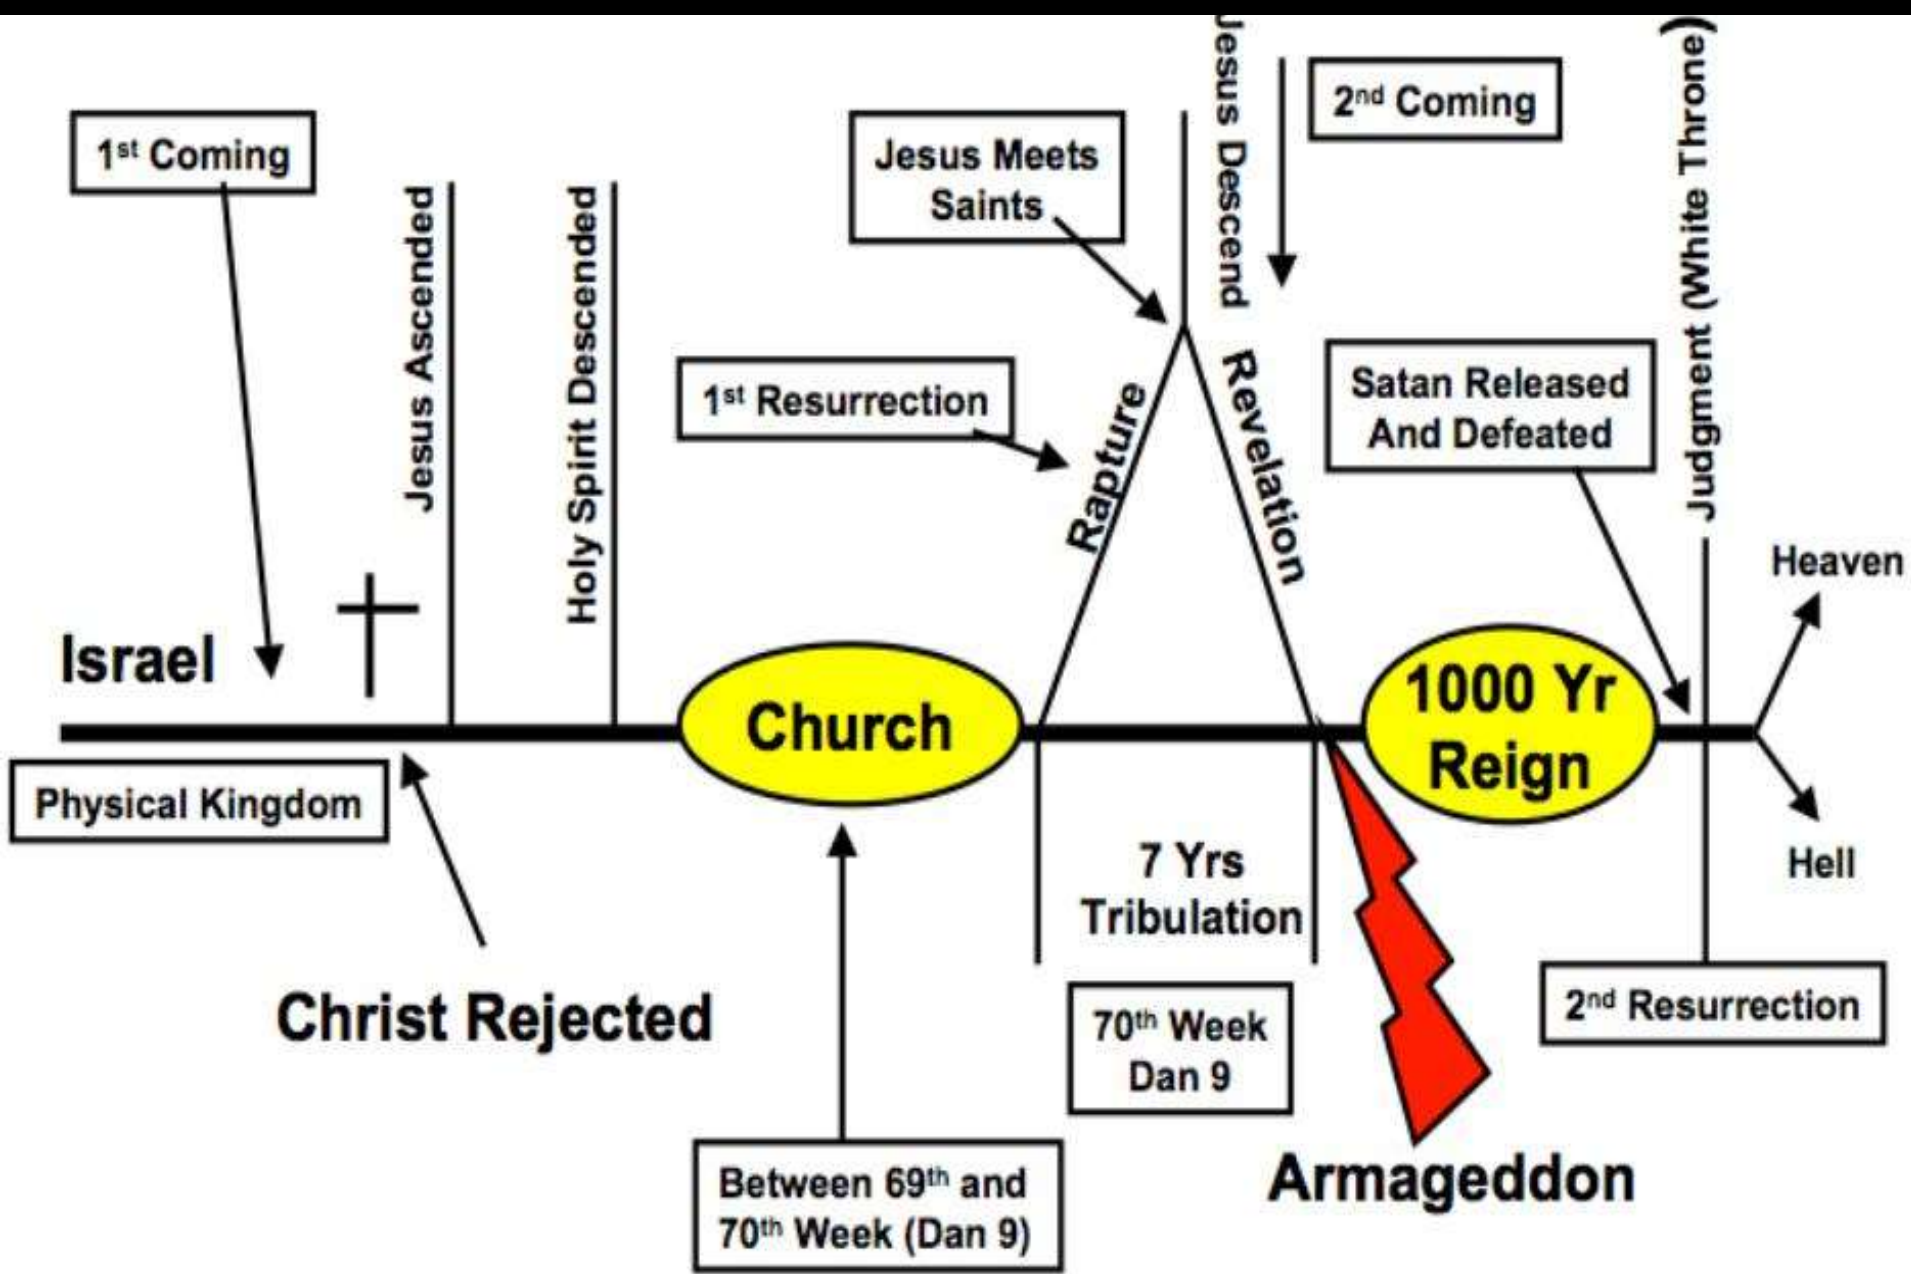 1st Coming
Jesus Ascended
Holy Spirit Descended
Jesus Meets
Saints
1st Resurrection
Rapture
Jesus Descend
Revelation
2nd Coming
Satan Released
And Defeated
Judgment (White Throne)
Heaven
Hell
Israel
Church
1000 Yr
Reign
Physical Kingdom
Christ Rejected
7 Yrs
Tribulation
70th Week
Dan 9
Between 69th and
70th Week (Dan 9)
Armageddon
2nd Resurrection